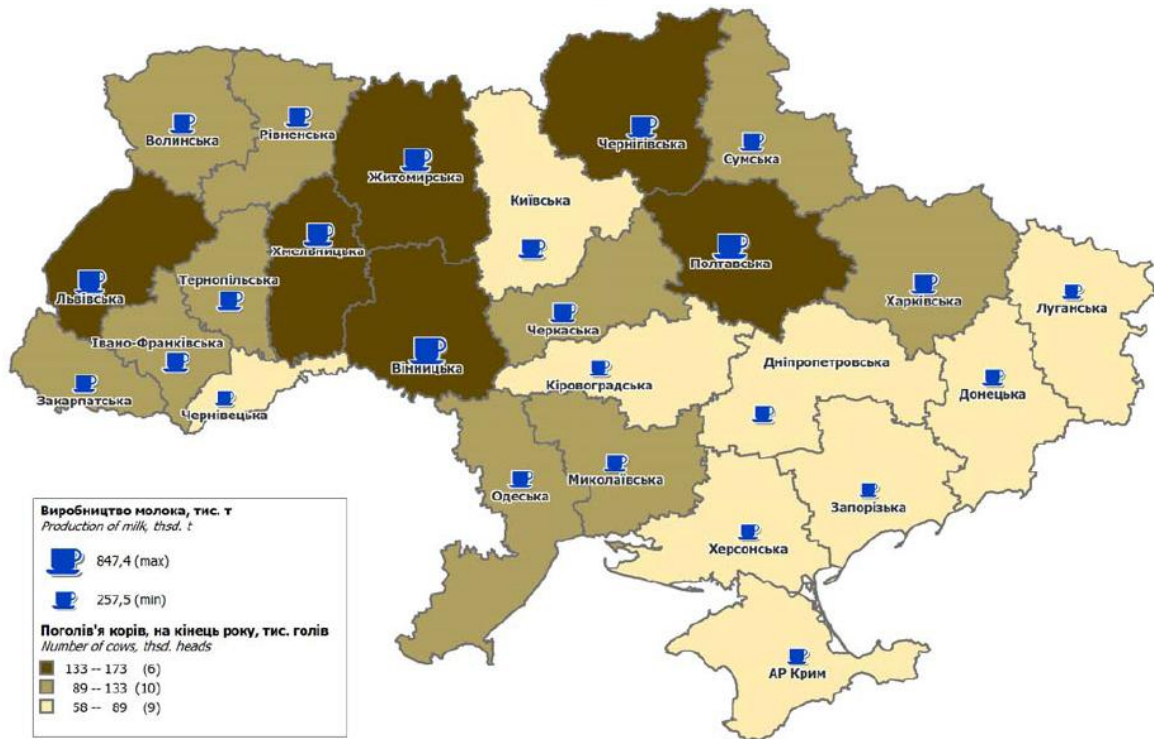 Волинська
Рівненська
Житомирська
Чернігівська
Сумська
Київська
Львівська
Хмельницька
Тернопільська
Полтавська
Харківська
Луганська
Черкаська
Івано-Франківська
Вінницька
Кіровоградська
Дніпропетровська
Донецька
Закарпатська
Чернівецька
Одеська
Миколаївська
Запорізька
Херсонська
АР Крим
Виробництво молока, тис. т
Production of milk, thsd. t
847,4 (max)
257,5 (min)
Поголів'я корів, на кінець року, тис. голів
Number of cows, thsd. heads
133 -- 173 (6)
89 -- 133 (10)
58 -- 89 (9)